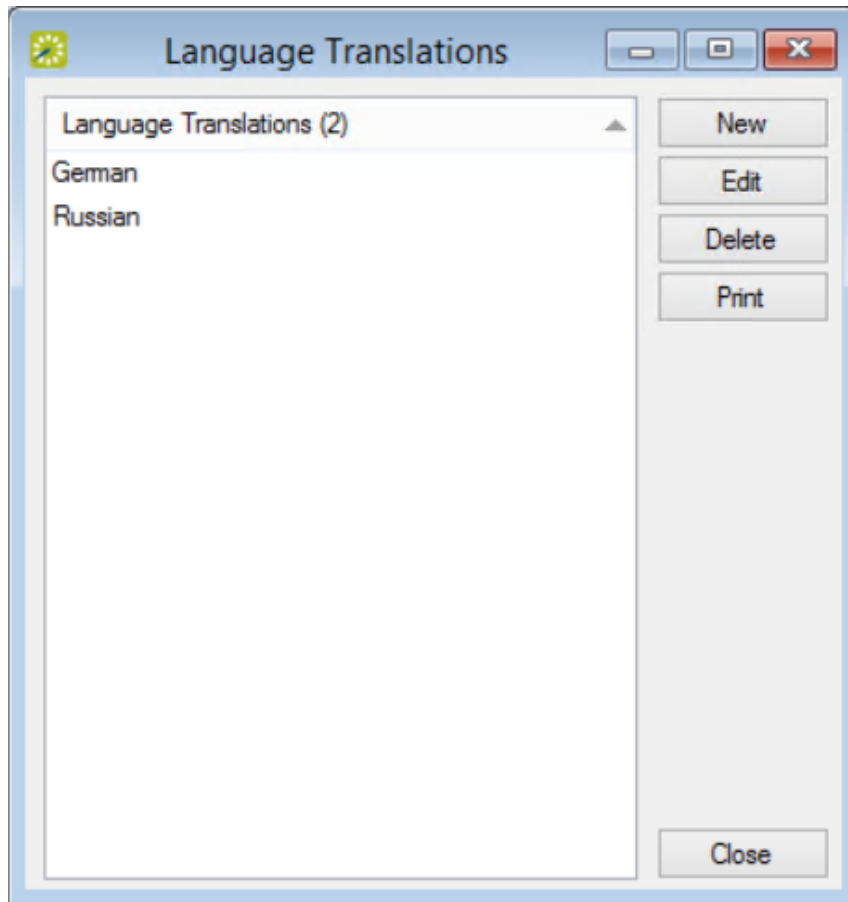 Language Translations
Language Translations (2)
German
Russian
New
Edit
Delete
Print
Close